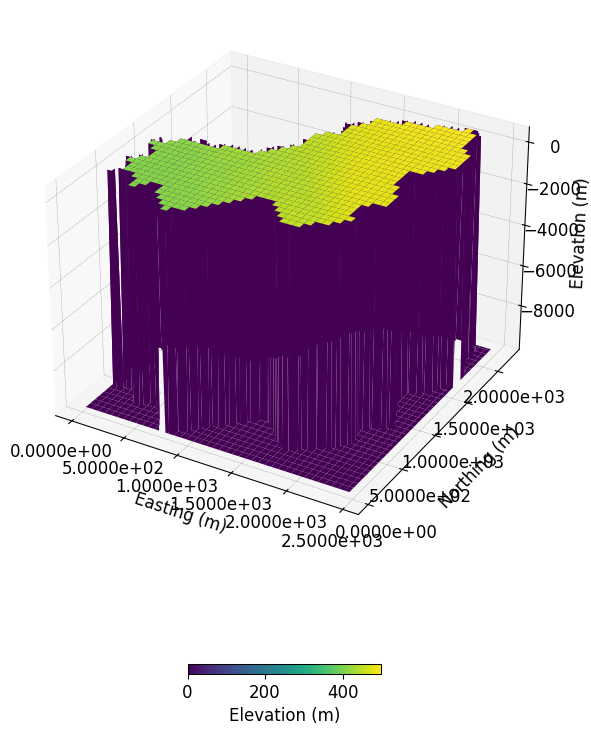 0
−2000
−4000
−6000
−8000
Elevation (m)
2.0000e+03
1.5000e+03
1.0000e+03
5.0000e+02
0.0000e+00
Northing (m)
0.0000e+00
5.0000e+02
1.0000e+03
1.5000e+03
2.0000e+03
2.5000e+03
Easting (m)
0 200 400
Elevation (m)